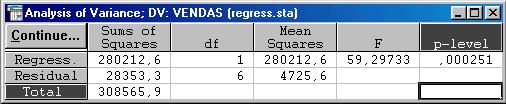 Analysis of Variance; DV: VENDAS (regress.sta)
Continue... Sums of Squares df Mean Squares F p-level
Regress. 280212,6 1 280212,6 59,29733 ,000251
Residual 28353,3 6 4725,6
Total 308565,9